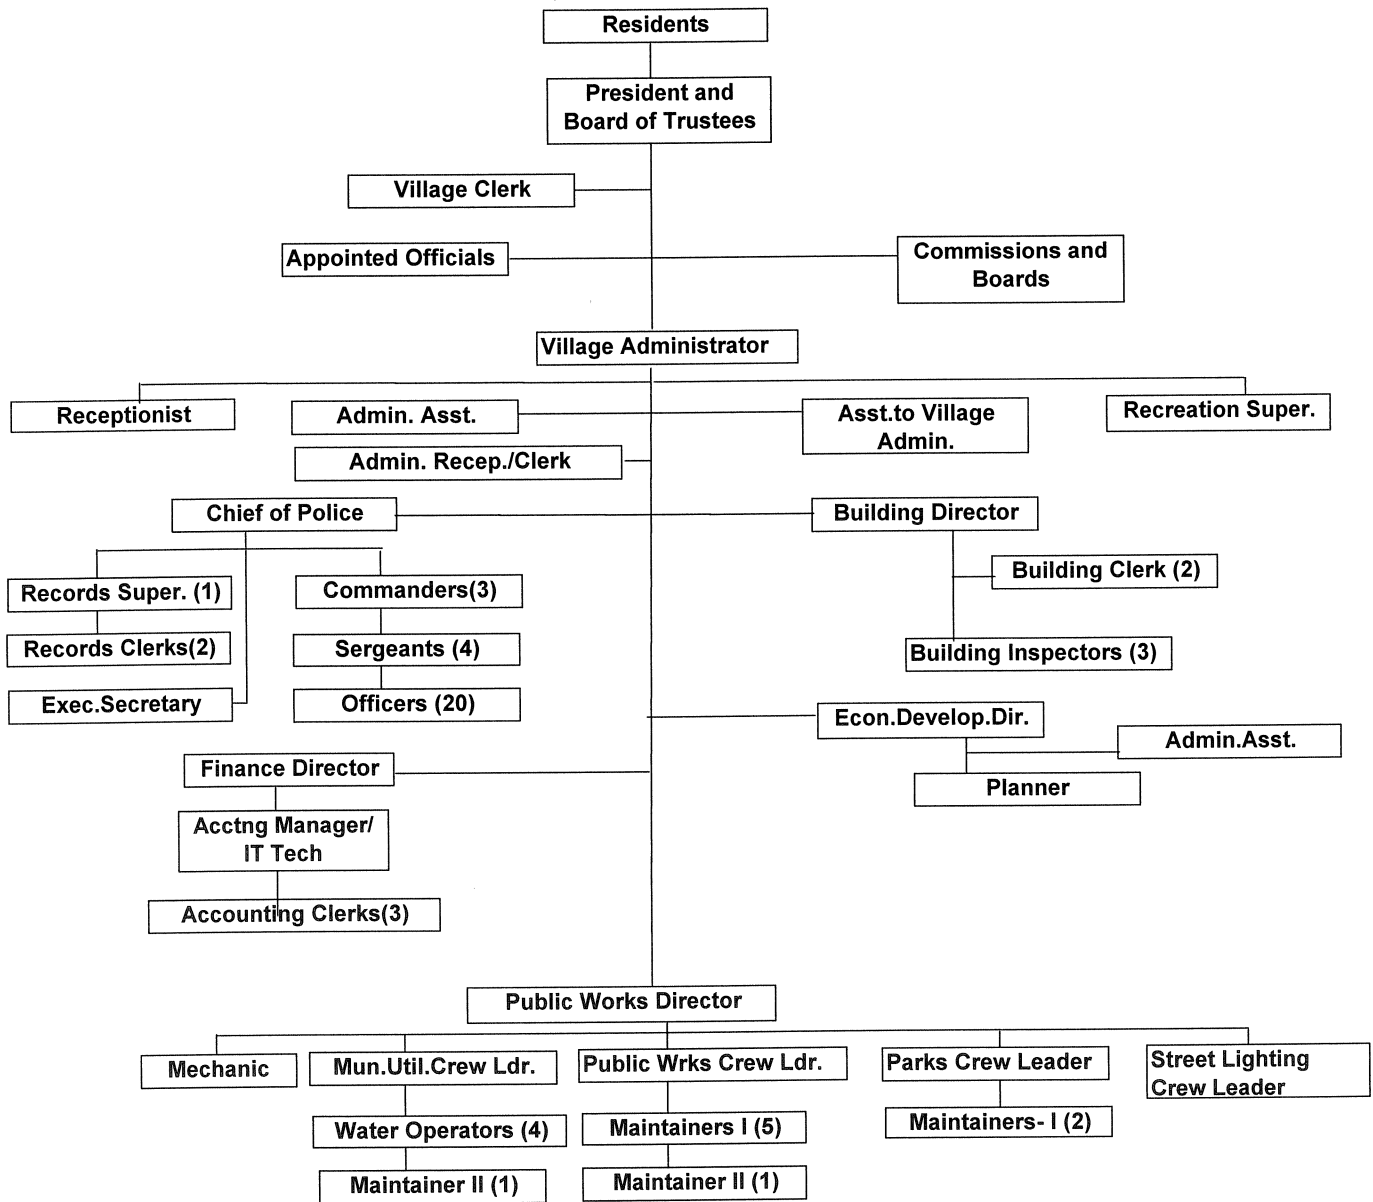 Residents
President and
Board of Trustees
Village Clerk
Appointed Officials
Commissions and
Boards
Village Administrator
Receptionist
Admin. Asst.
Asst.to Village
Admin.
Recreation Super.
Admin. Recep./Clerk
Chief of Police
Building Director
Records Super. (1)
Commanders(3)
Building Clerk (2)
Records Clerks(2)
Sergeants (4)
Building Inspectors (3)
Exec.Secretary
Officers (20)
Econ.Develop.Dir.
Admin.Asst.
Finance Director
Planner
Acctng Manager/
IT Tech
Accounting Clerks(3)
Public Works Director
Mechanic
Mun.Util.Crew Ldr.
Public Wrks Crew Ldr.
Parks Crew Leader
Street Lighting
Crew Leader
Water Operators (4)
Maintainers I (5)
Maintainers- I (2)
Maintainer II (1)
Maintainer II (1)